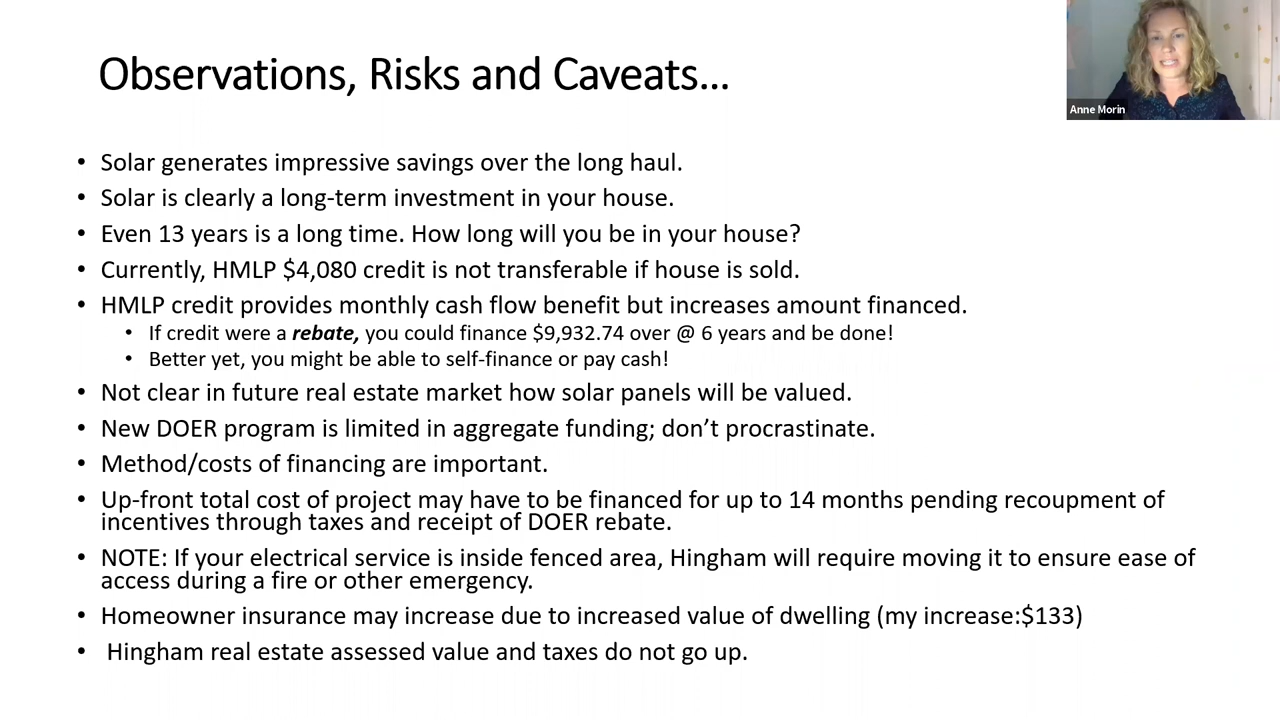 Observations, Risks and Caveats...
Anne Morin
• Solar generates impressive savings over the long haul.
• Solar is clearly a long-term investment in your house.
• Even 13 years is a long time. How long will you be in your house?
• Currently, HMLP $4,080 credit is not transferable if house is sold.
• HMLP credit provides monthly cash flow benefit but increases amount financed.
• If credit were a rebate, you could finance $9,932.74 over @ 6 years and be done!
• Better yet, you might be able to self-finance or pay cash!
• Not clear in future real estate market how solar panels will be valued.
• New DOER program is limited in aggregate funding; don’t procrastinate.
• Method/costs of financing are important.
• Up-front total cost of project may have to be financed for up to 14 months pending recoupment of
incentives through taxes and receipt of DOER rebate.
• NOTE: If your electrical service is inside fenced area, Hingham will require moving it to ensure ease of
access during a fire or other emergency.
• Homeowner insurance may increase due to increased value of dwelling (my increase:$133)
• Hingham real estate assessed value and taxes do not go up.